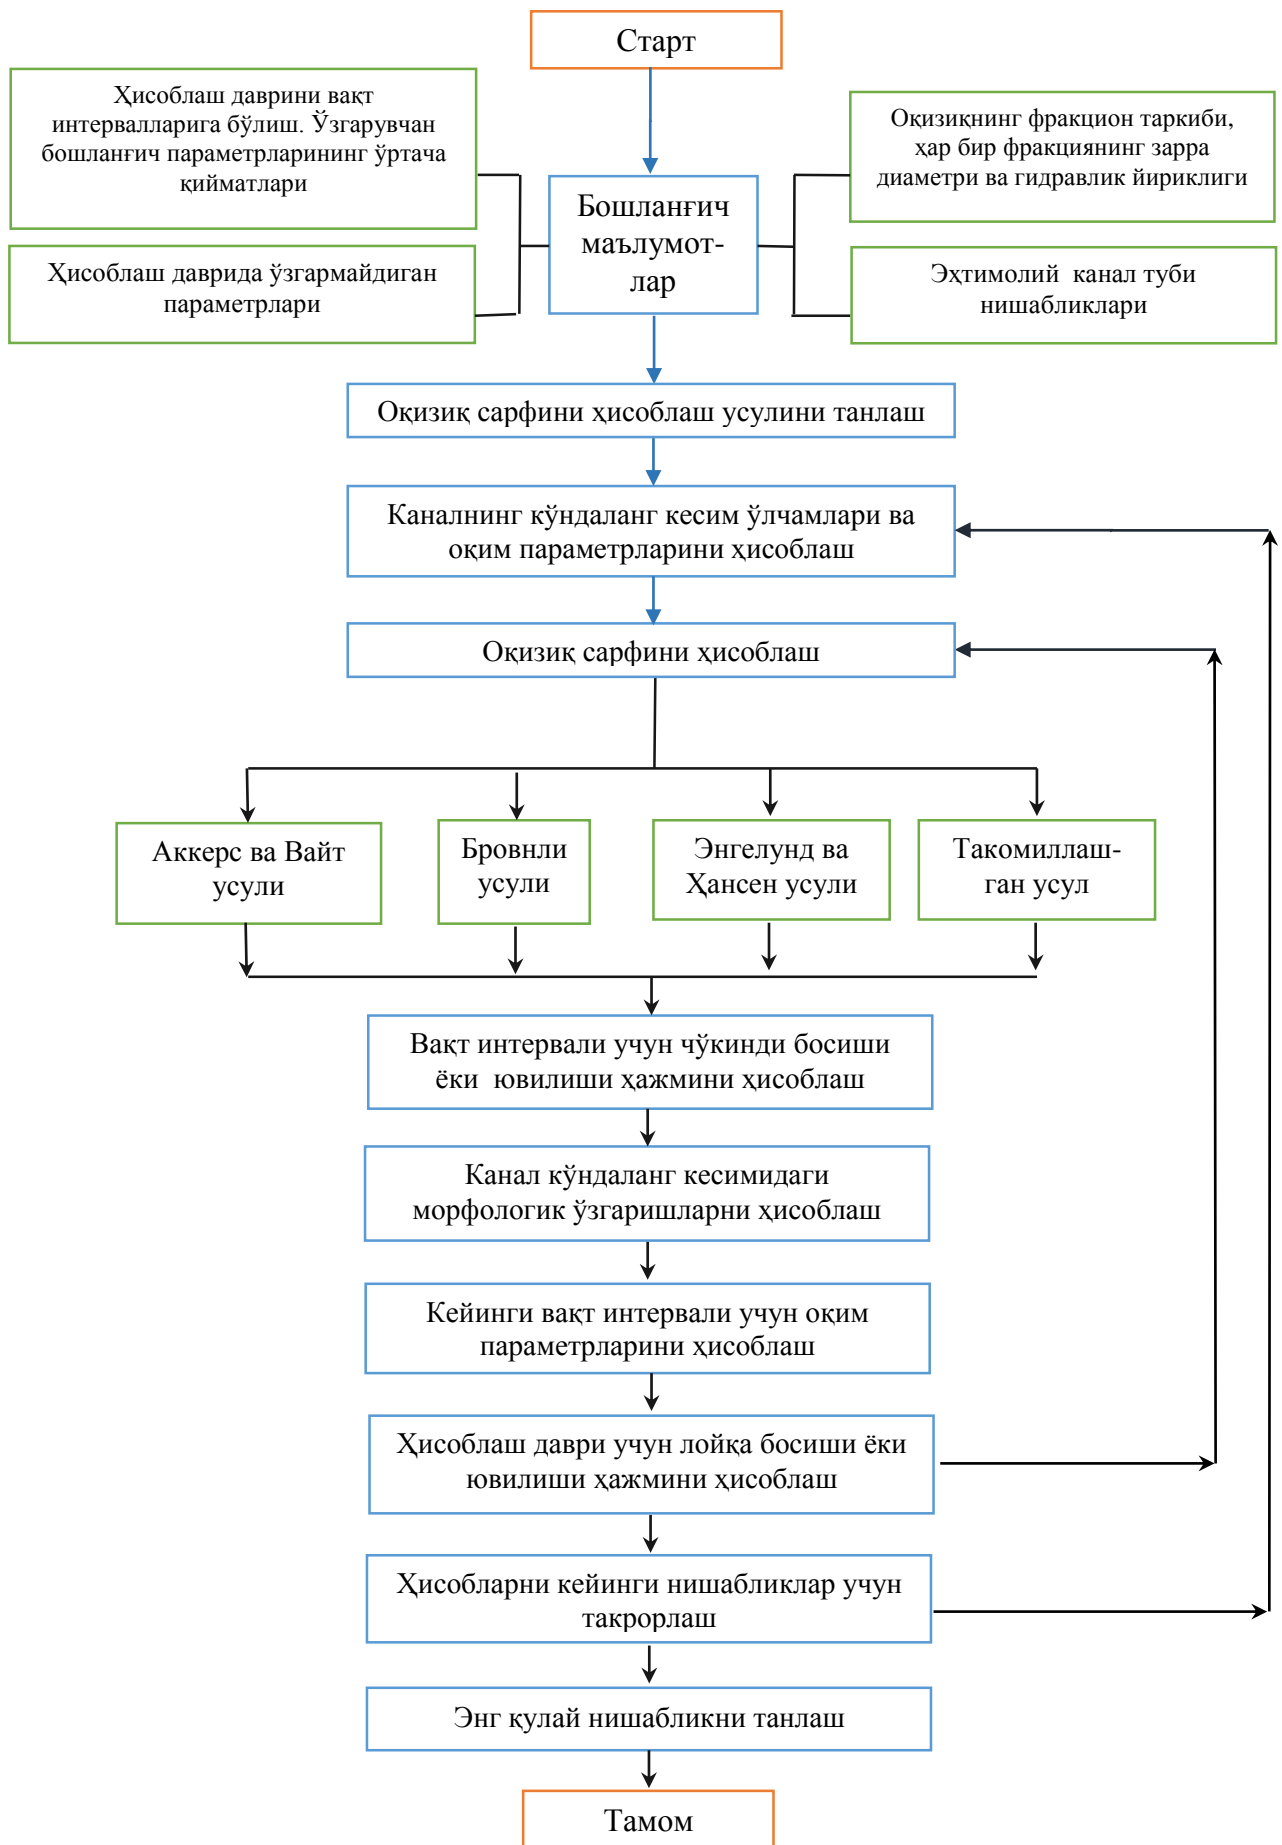 Старт
Ҳисоблаш даврини вақт
интервалларига бўлиш. Ўзгарувчан
бошланғич параметрларининг ўртача
қийматлари
Оқизиқнинг фракцион таркиби,
ҳар бир фракциянинг зарра
диаметри ва гидравлик йириклиги
Бошланғич
маълумот-
лар
Ҳисоблаш даврида ўзгармайдиган
параметрлари
Эҳтимолий канал туби
нишабликлари
Оқизиқ сарфини ҳисоблаш усулини танлаш
Каналнинг кўндаланг кесим ўлчамлари ва
оқим параметрларини ҳисоблаш
Оқизиқ сарфини ҳисоблаш
Аккерс ва Вайт
усули
Бровнли
усули
Энгелунд ва
Ҳансен усули
Такомиллаш-
ган усул
Вақт интервали учун чўкинди босиши
ёки ювилиши ҳажмини ҳисоблаш
Канал кўндаланг кесимидаги
морфологик ўзгаришларни ҳисоблаш
Кейинги вақт интервали учун оқим
параметрларини ҳисоблаш
Ҳисоблаш даври учун лойқа босиши ёки
ювилиши ҳажмини ҳисоблаш
Ҳисобларни кейинги нишабликлар учун
такрорлаш
Энг қулай нишабликни танлаш
Тамом